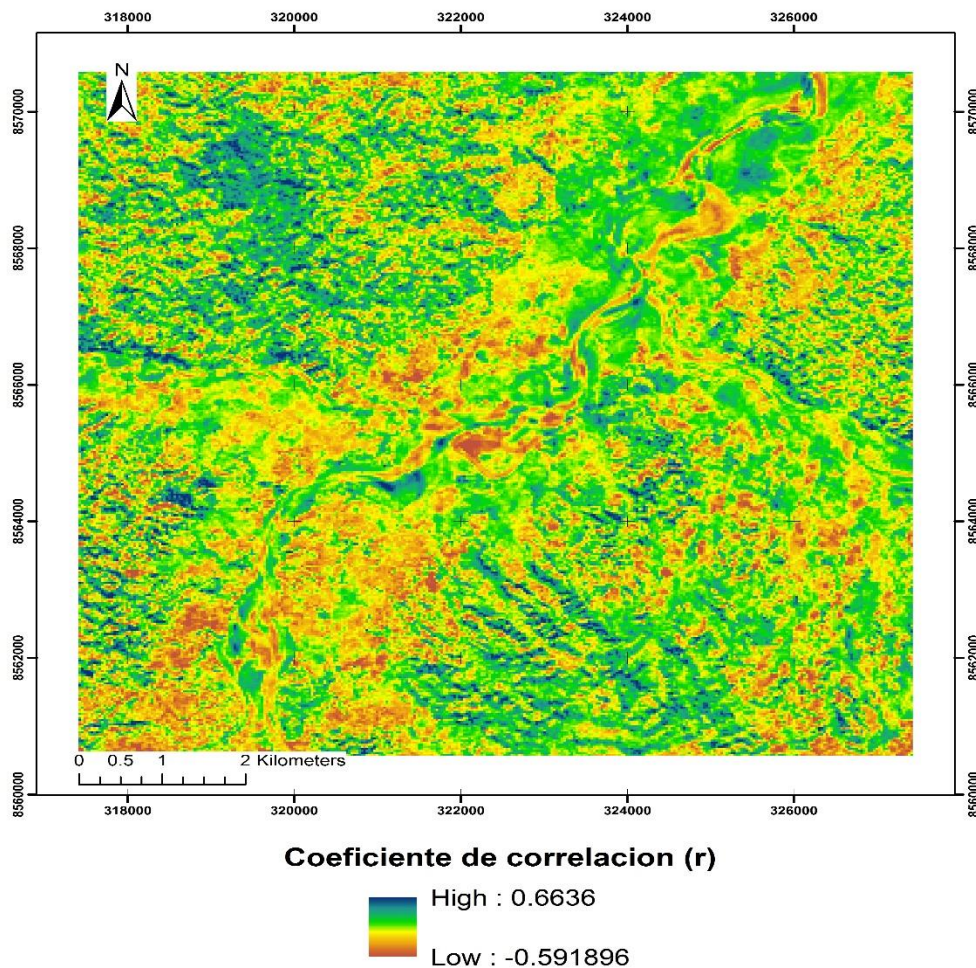 318000 320000 322000 324000 326000
N
8570000 8570000
8568000 8568000
8566000 8566000
8564000 8564000
8562000 8562000
0 0.5 1 2 Kilometers
8560000 8560000
318000 320000 322000 324000 326000
Coeficiente de correlacion (r)
High : 0.6636
Low : -0.591896